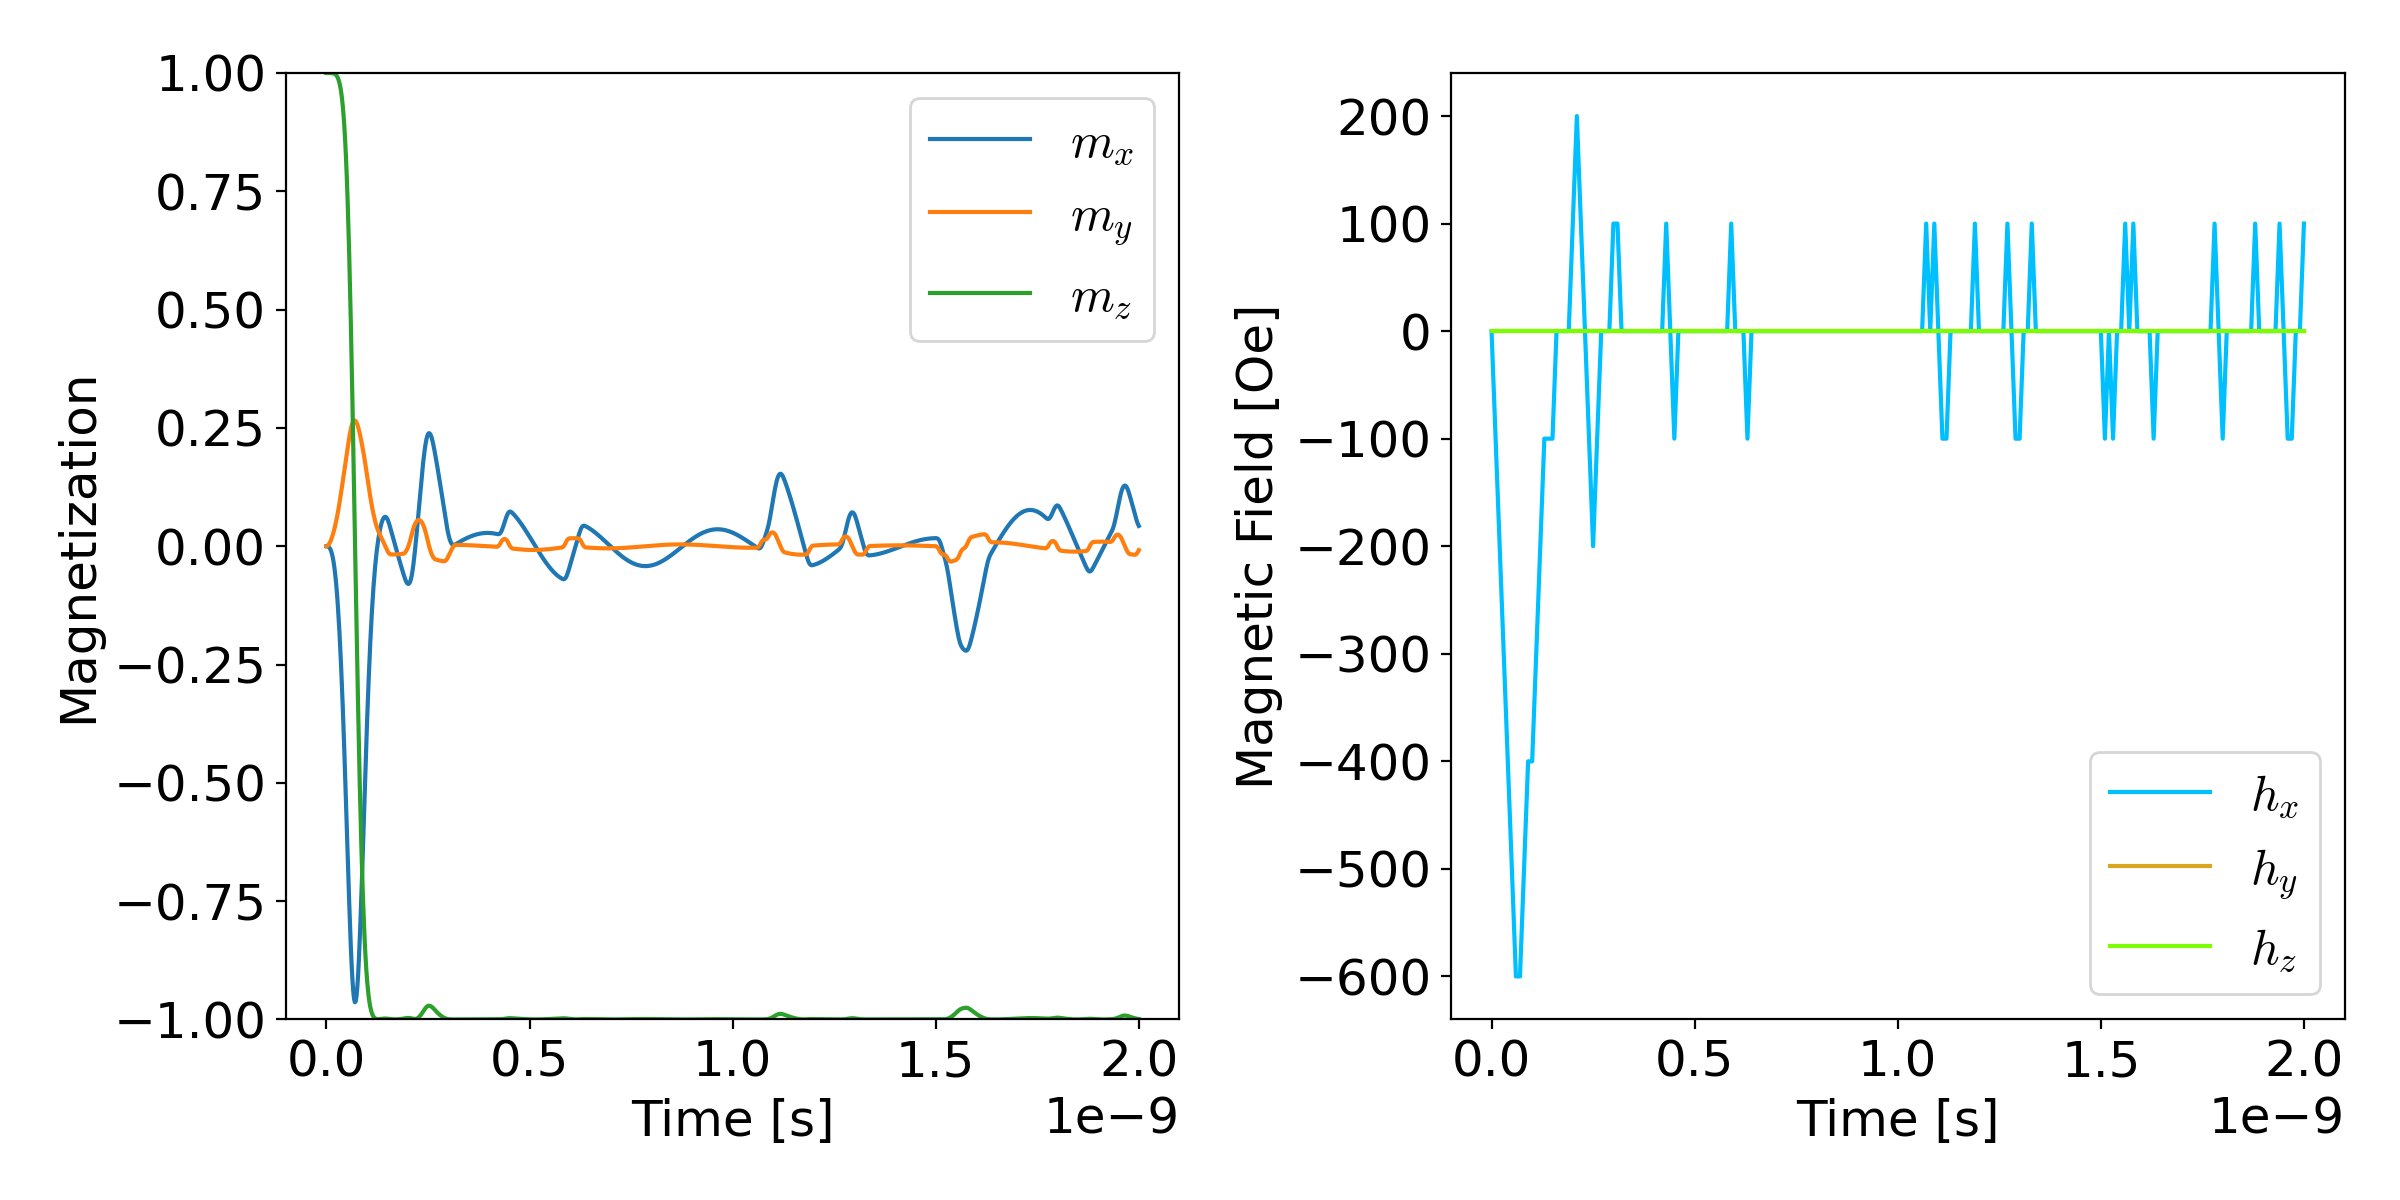 1.00
0.75
0.50
0.25
0.00
−0.25
−0.50
−0.75
−1.00
Magnetization
0.0 0.5 1.0 1.5 2.0
Time [s]
1e−9
m_x
m_y
m_z
200
100
0
−100
−200
−300
−400
−500
−600
Magnetic Field [Oe]
0.0 0.5 1.0 1.5 2.0
Time [s]
1e−9
h_x
h_y
h_z